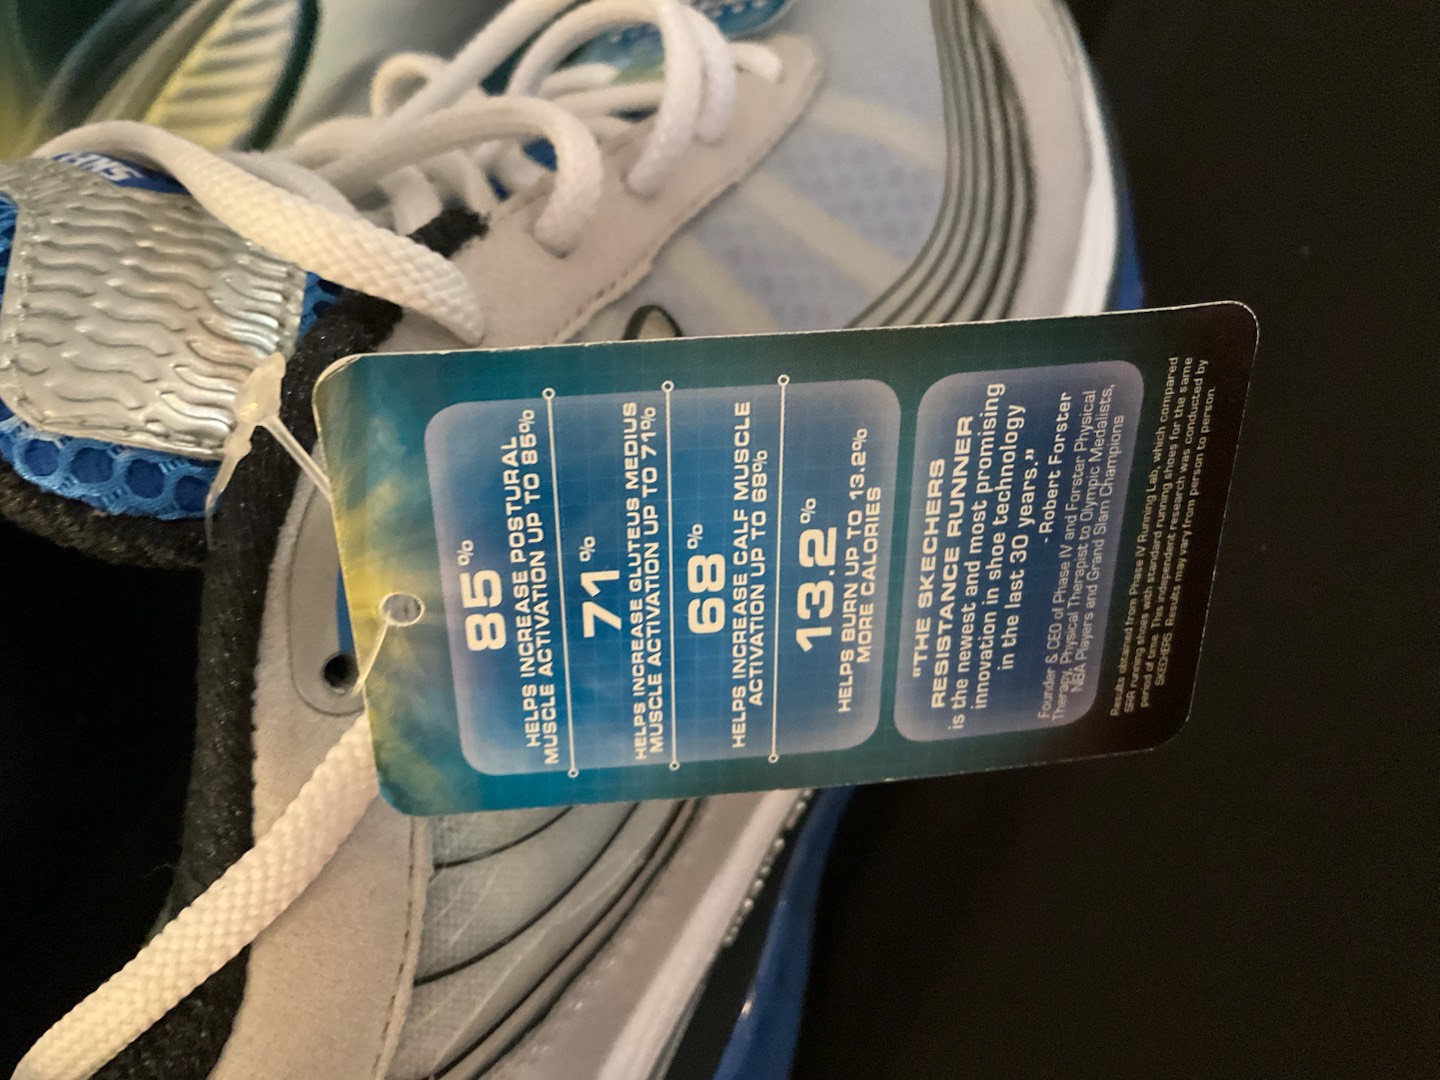 SKE
85%
HELPS INCREASE POSTURAL
MUSCLE ACTIVATION UP TO 85%
71%
HELPS INCREASE GLUTEUS MEDIUS
MUSCLE ACTIVATION UP TO 71%
68%
HELPS INCREASE CALF MUSCLE
ACTIVATION UP TO 68%
13.2%
HELPS BURN UP TO 13.2%
MORE CALORIES
"THE SKECHERS
RESISTANCE RUNNER
is the newest and most promising
innovation in shoe technology
in the last 30 years."
- Robert Forster
Founder & CEO of Phase IV and Forster Physical
Therapy, Physical Therapist to Olympic Medalists,
NBA Players and Grand Slam Champions
Results obtained from Phase IV Running Lab, which compared
SRR running shoes with standard running shoes for the same
period of time. This independent research was conducted by
SKECHERS. Results may vary from person to person.